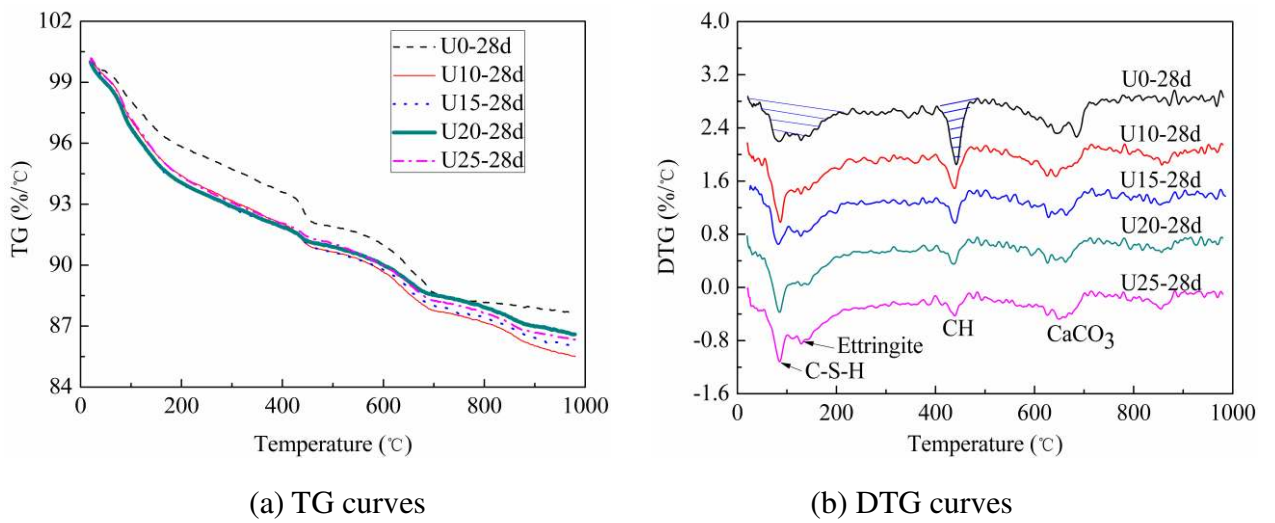 102
99
96
93
90
87
84
TG (%/℃)
0
200
400
600
800
1000
Temperature (℃)
U0-28d
U10-28d
U15-28d
U20-28d
U25-28d
(a) TG curves
4.0
3.2
2.4
1.6
0.8
0.0
-0.8
-1.6
DTG (%/℃)
0
200
400
600
800
1000
Temperature (℃)
U0-28d
U10-28d
U15-28d
U20-28d
U25-28d
CH
CaCO3
Ettringite
C-S-H
(b) DTG curves